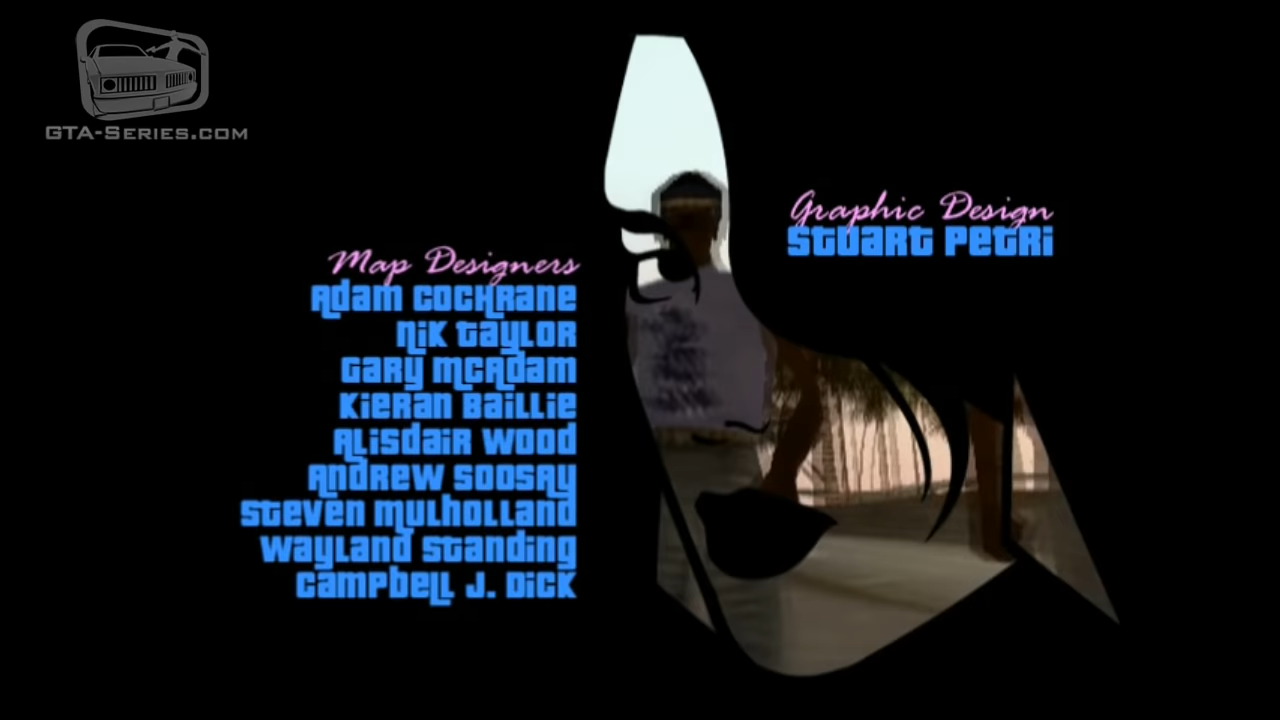 GTA-Series.com
Map Designers
Adam Cochrane
Nik Taylor
Gary McAdam
Kieran Baillie
Alisdair Wood
Andrew Soosay
Steven Mulholland
Wayland Standing
Campbell J. Dick
Graphic Design
Stuart Petri